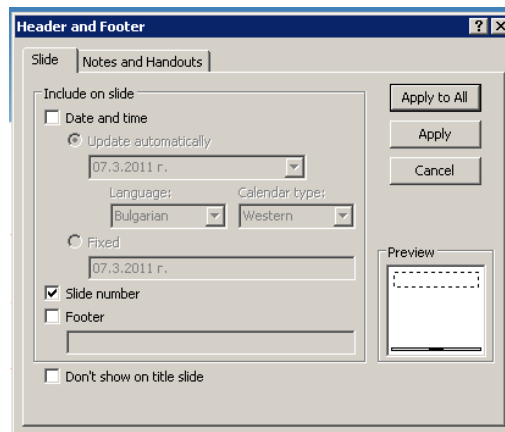 Header and Footer
Slide
Notes and Handouts
Include on slide
Date and time
Update automatically
07.3.2011 г.
Language:
Calendar type:
Bulgarian
Western
Fixed
07.3.2011 г.
Slide number
Footer
Don't show on title slide
Apply to All
Apply
Cancel
Preview